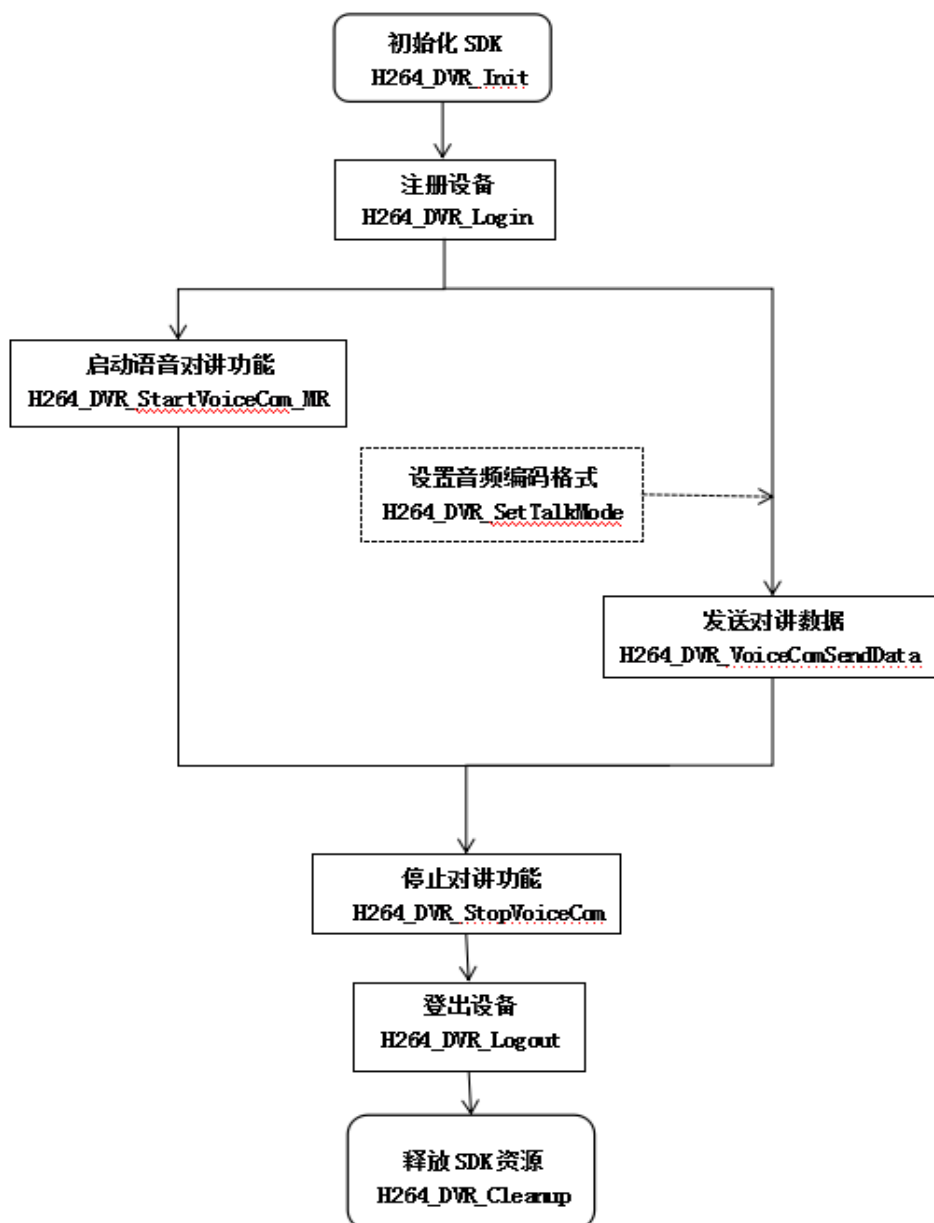 初始化 SDK
H264_DVR_Init
注册设备
H264_DVR_Login
启动语音对讲功能
H264_DVR_StartVoiceCom_MR
设置音频编码格式
H264_DVR_SetTalkMode
发送对讲数据
H264_DVR_VoiceComSendData
停止对讲功能
H264_DVR_StopVoiceCom
登出设备
H264_DVR_Logout
释放 SDK 资源
H264_DVR_Cleanup